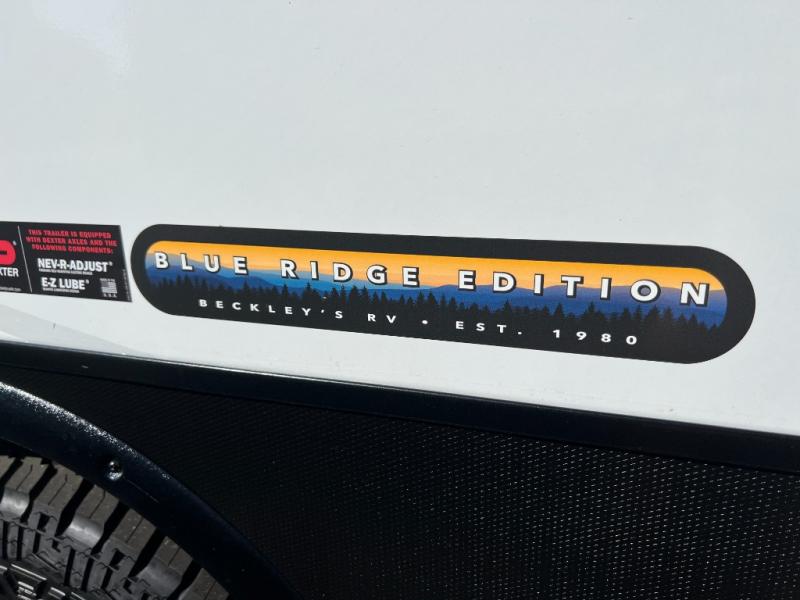 THIS TRAILER IS EQUIPPED
WITH DEXTER AXLES AND THE
FOLLOWING COMPONENTS:
NEV-R-ADJUST®
E-Z LUBE®
BLUE RIDGE EDITION
BECKLEY'S RV • EST. 1980